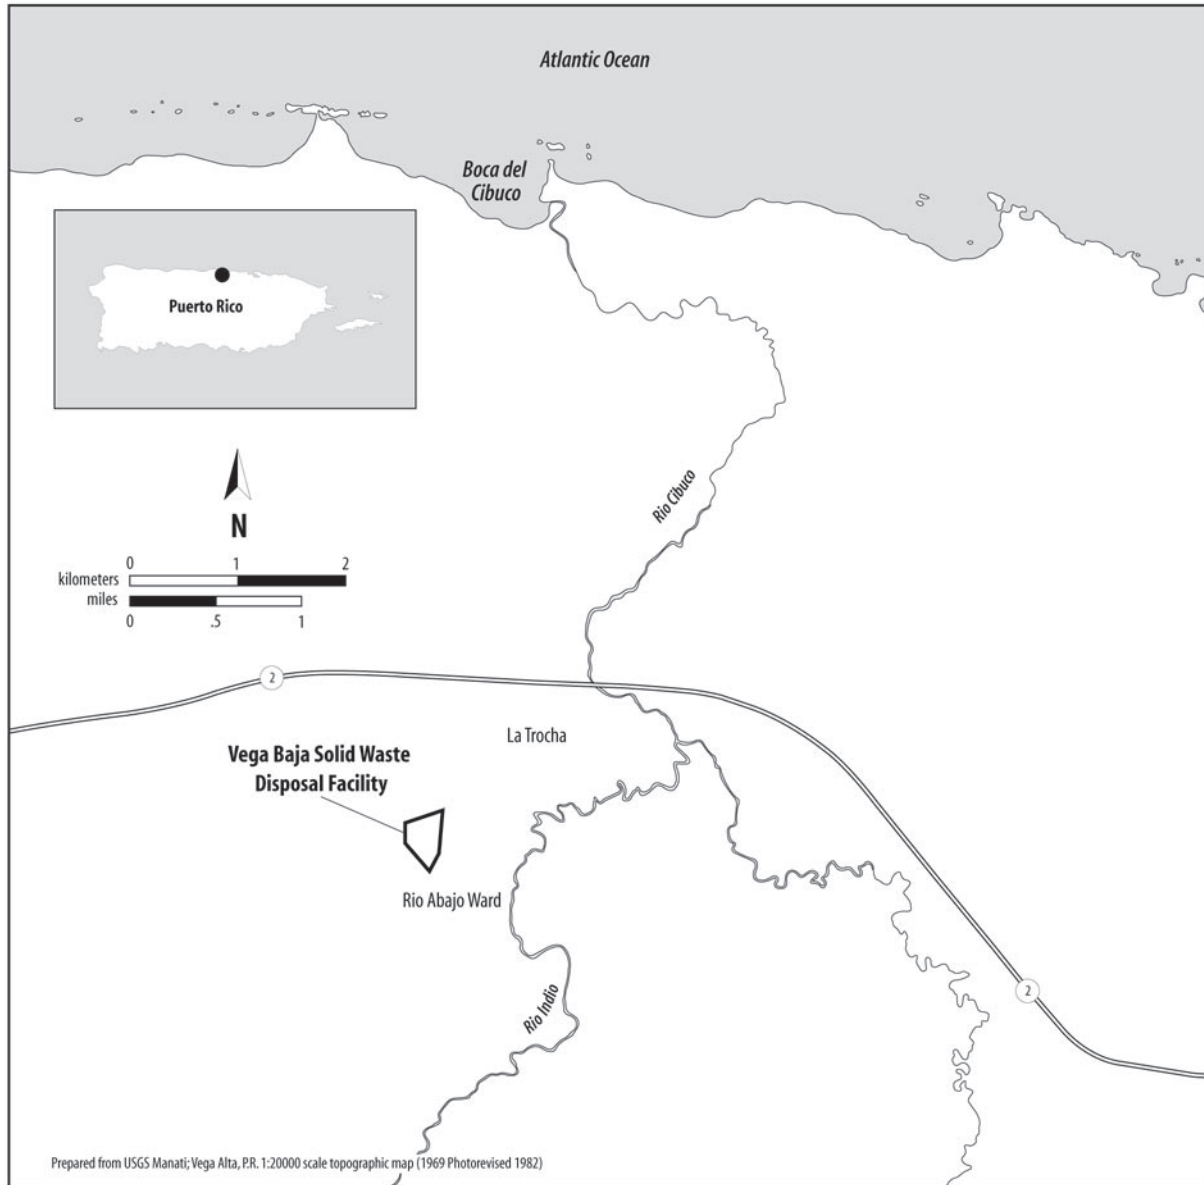 Atlantic Ocean
Boca del
Cibuco
Puerto Rico
Rio Cibuco
N
0 1 2
kilometers
miles
0 .5 1
2
La Trocha
Vega Baja Solid Waste
Disposal Facility
Rio Abajo Ward
2
Rio Indio
Prepared from USGS Manati; Vega Alta, P.R. 1:20000 scale topographic map (1969 Photorevised 1982)